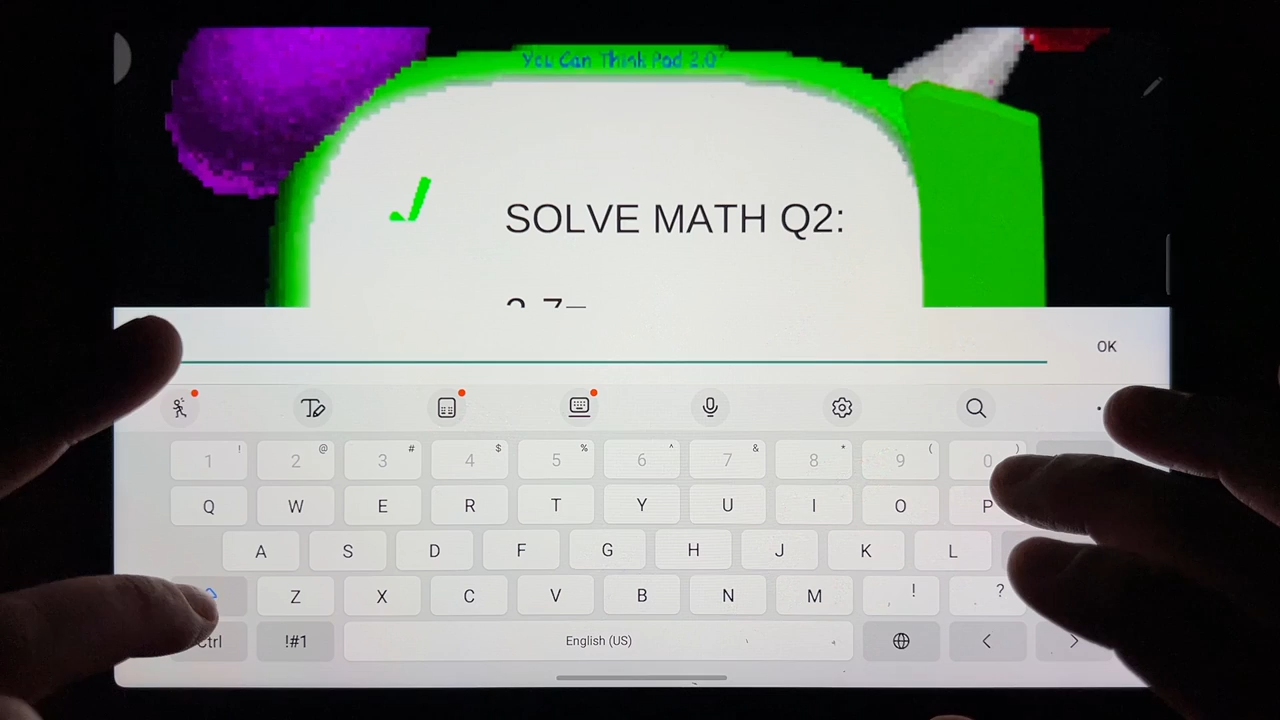 You Can Think Pad 2.0
SOLVE MATH Q2:
OK
! @ # $ % ^ & * ( )
1 2 3 4 5 6 7 8 9 0
Q W E R T Y U I O P
A S D F G H J K L
Z X C V B N M , ! . ?
Ctrl !#1 English (US) < >